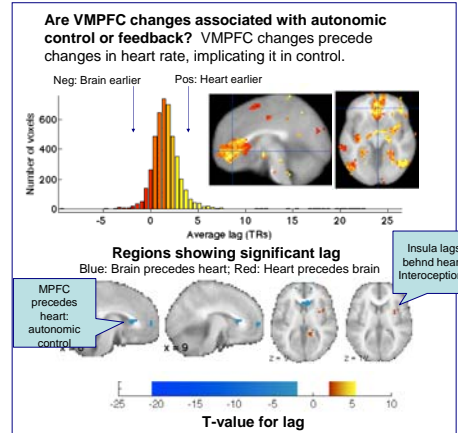 Are VMPFC changes associated with autonomic
control or feedback? VMPFC changes precede
changes in heart rate, implicating it in control.
Neg: Brain earlier
Pos: Heart earlier
Number of voxels
600
400
200
0
-5
0
5
10
15
20
25
Average lag (TRs)
Regions showing significant lag
Blue: Brain precedes heart; Red: Heart precedes brain
MPFC
precedes
heart:
autonomic
control
Insula lags
behnd hear
Interoception
x = 9
-25
-20
-15
-10
-5
0
5
10
T-value for lag